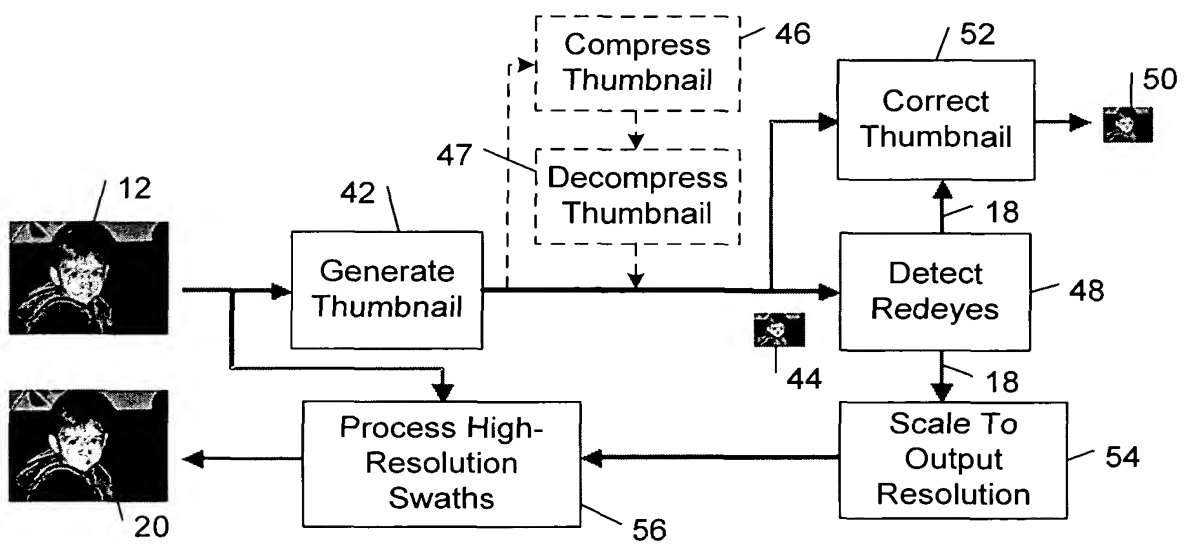 Compress
Thumbnail
46
52
50
Correct
Thumbnail
47
Decompress
Thumbnail
12
42
18
Generate
Thumbnail
Detect
Redeyes
48
44
18
Process High-
Resolution
Swaths
Scale To
Output
Resolution
54
20
56